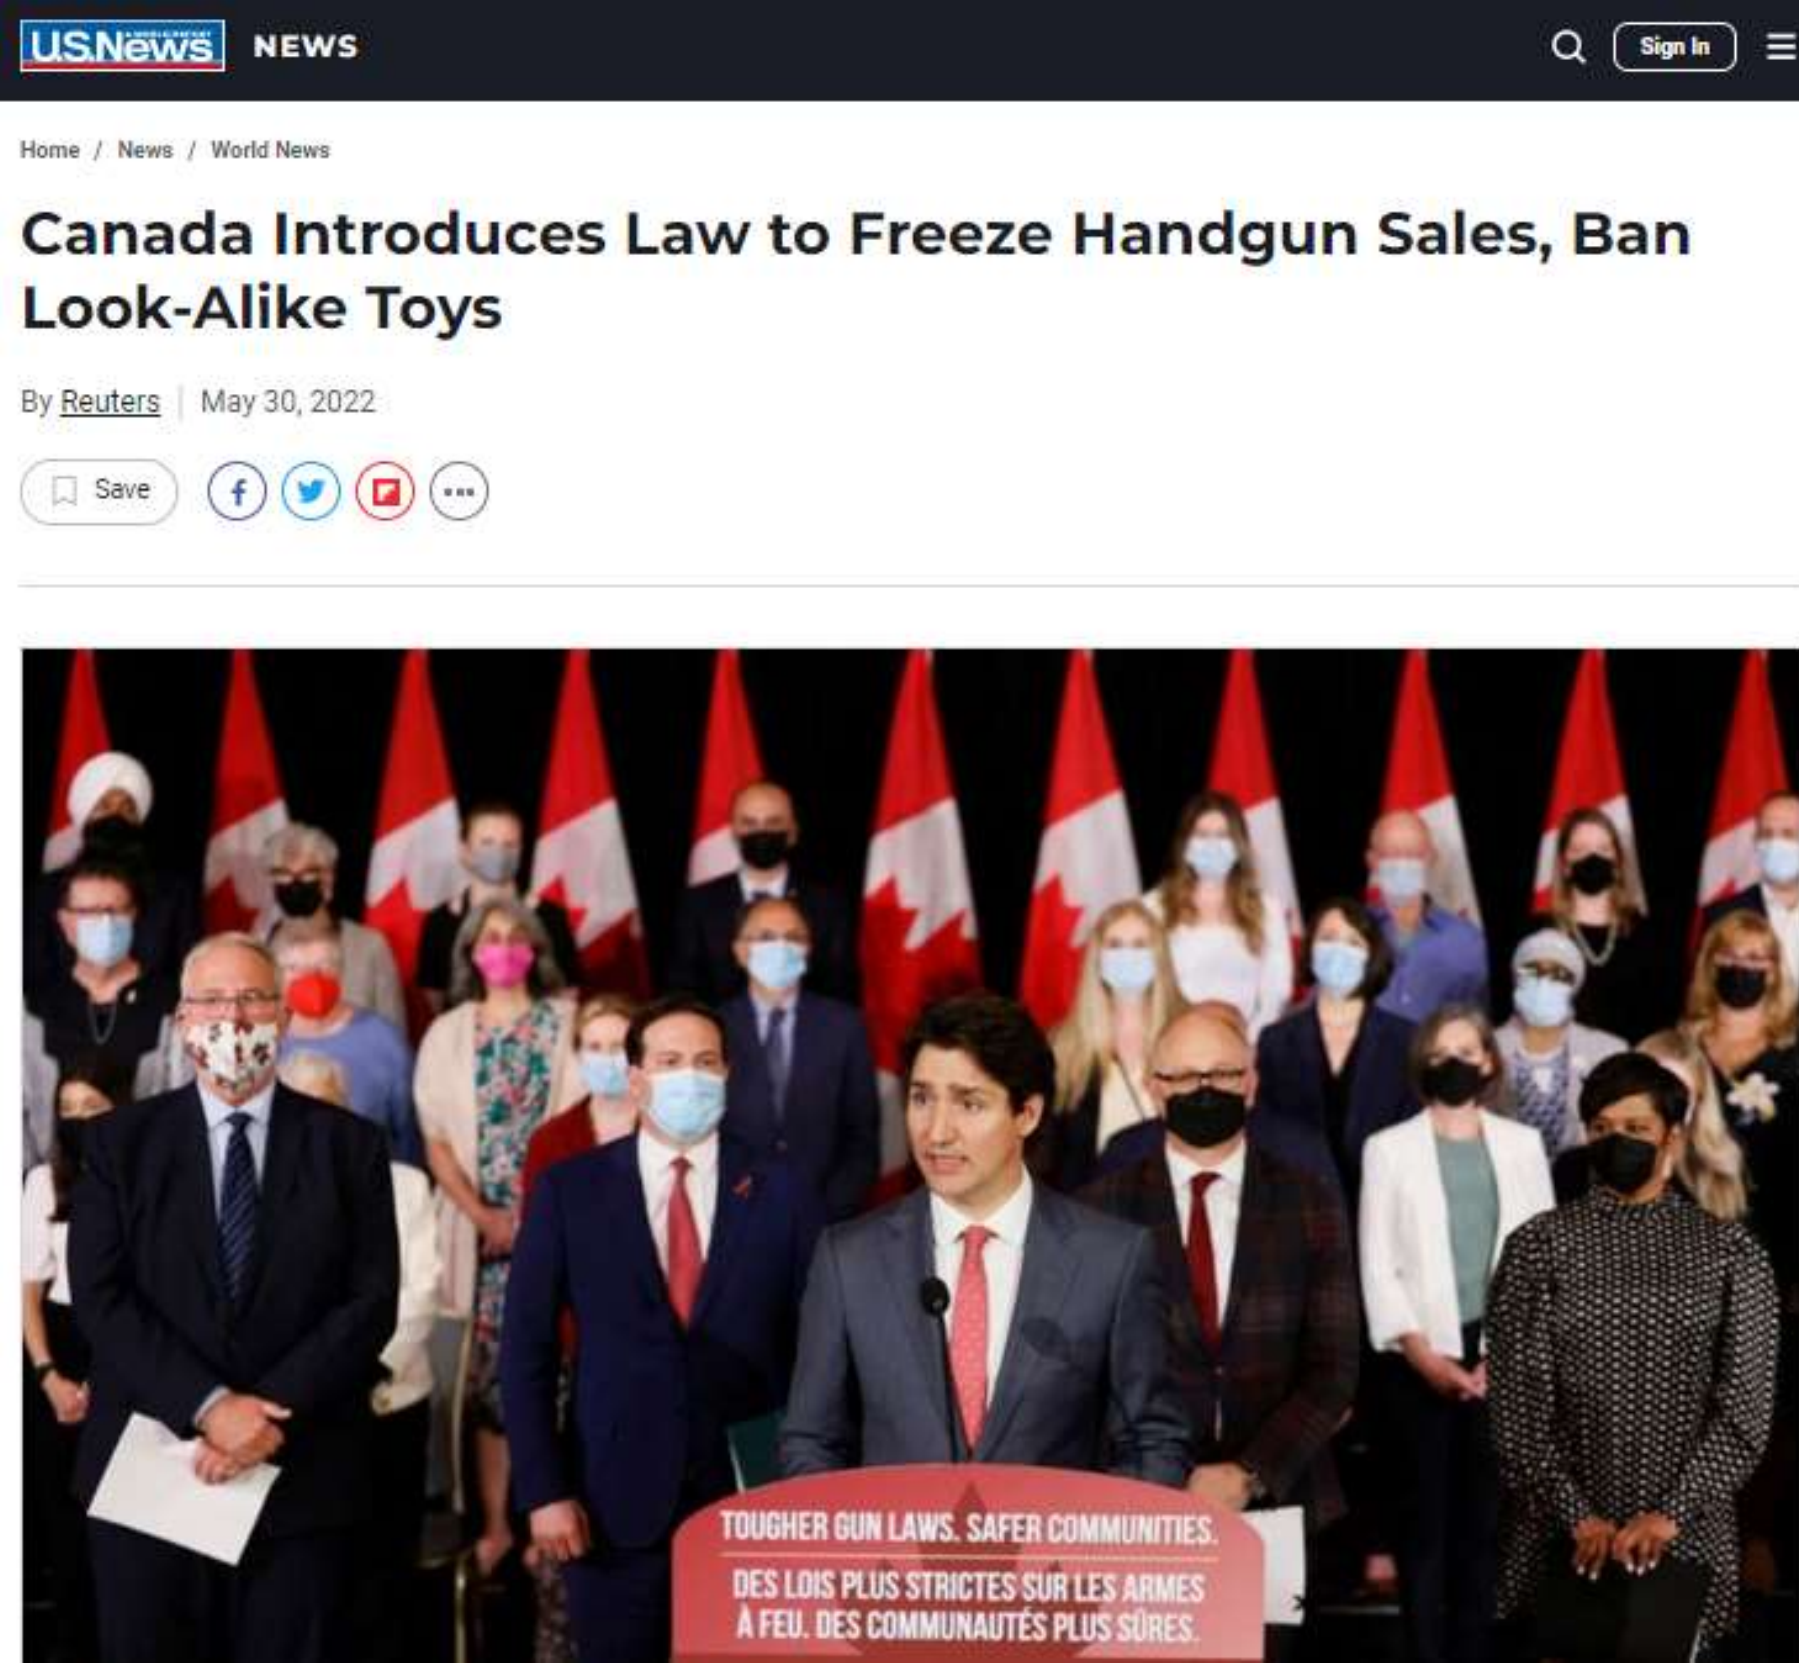 U.S.News NEWS
Sign In
Home / News / World News
Canada Introduces Law to Freeze Handgun Sales, Ban
Look-Alike Toys
By Reuters | May 30, 2022
Save
TOUGHER GUN LAWS. SAFER COMMUNITIES.
DES LOIS PLUS STRICTES SUR LES ARMES
À FEU. DES COMMUNAUTÉS PLUS SÛRES.